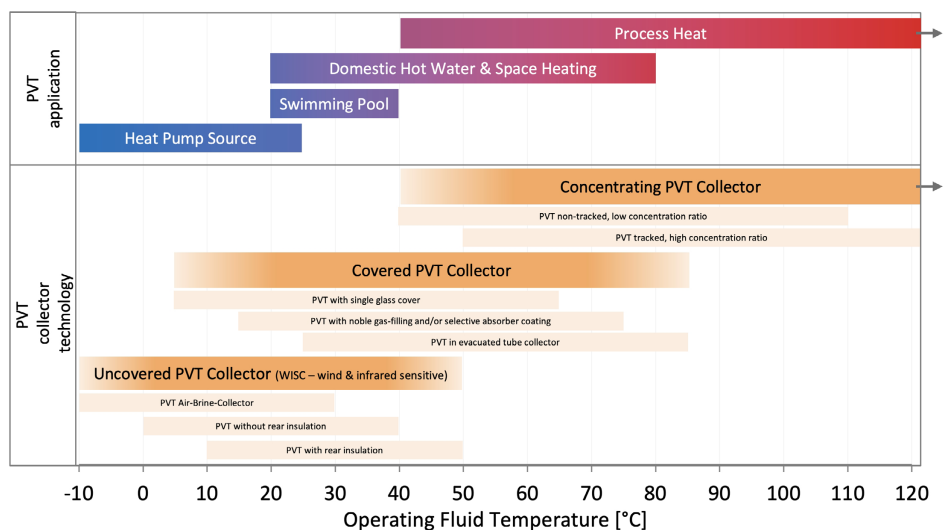 PVT
application
Process Heat
Domestic Hot Water & Space Heating
Swimming Pool
Heat Pump Source
PVT
collector
technology
Concentrating PVT Collector
PVT non-tracked, low concentration ratio
PVT tracked, high concentration ratio
Covered PVT Collector
PVT with single glass cover
PVT with noble gas-filling and/or selective absorber coating
PVT in evacuated tube collector
Uncovered PVT Collector (WISC – wind & infrared sensitive)
PVT Air-Brine-Collector
PVT without rear insulation
PVT with rear insulation
-10 0 10 20 30 40 50 60 70 80 90 100 110 120
Operating Fluid Temperature [°C]